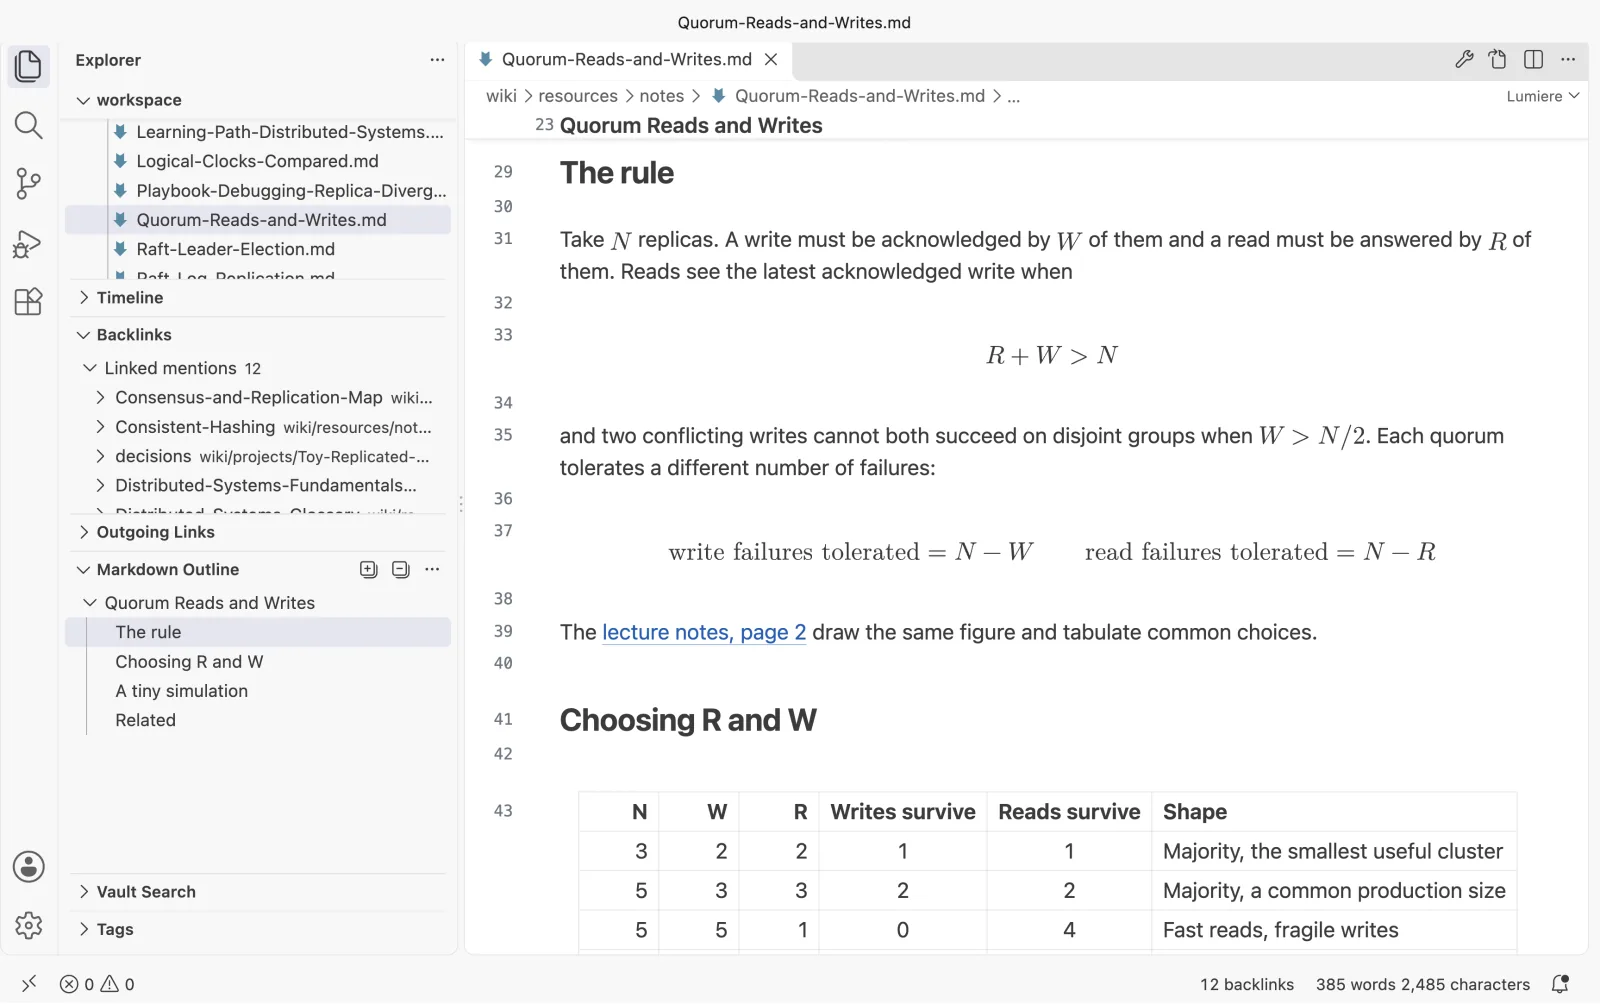 Quorum-Reads-and-Writes.md
Explorer
workspace
Learning-Path-Distributed-Systems....
Logical-Clocks-Compared.md
Playbook-Debugging-Replica-Diverg...
Quorum-Reads-and-Writes.md
Raft-Leader-Election.md
Raft-Log-Replication.md
Timeline
Backlinks
Linked mentions 12
Consensus-and-Replication-Map wiki...
Consistent-Hashing wiki/resources/not...
decisions wiki/projects/Toy-Replicated-...
Distributed-Systems-Fundamentals...
Distributed-Systems-Glossary wiki/re...
Outgoing Links
Markdown Outline
Quorum Reads and Writes
The rule
Choosing R and W
A tiny simulation
Related
Vault Search
Tags
Quorum-Reads-and-Writes.md
wiki > resources > notes > Quorum-Reads-and-Writes.md > ...
Lumiere
23 Quorum Reads and Writes
29 The rule
30
31 Take N replicas. A write must be acknowledged by W of them and a read must be answered by R of
them. Reads see the latest acknowledged write when
32
33
R + W > N
34
35 and two conflicting writes cannot both succeed on disjoint groups when W > N/2. Each quorum
tolerates a different number of failures:
36
37
write failures tolerated = N − W read failures tolerated = N − R
38
39 The lecture notes, page 2 draw the same figure and tabulate common choices.
40
41 Choosing R and W
42
43 N W R Writes survive Reads survive Shape
3 2 2 1 1 Majority, the smallest useful cluster
5 3 3 2 2 Majority, a common production size
5 5 1 0 4 Fast reads, fragile writes
0 0
12 backlinks 385 words 2,485 characters